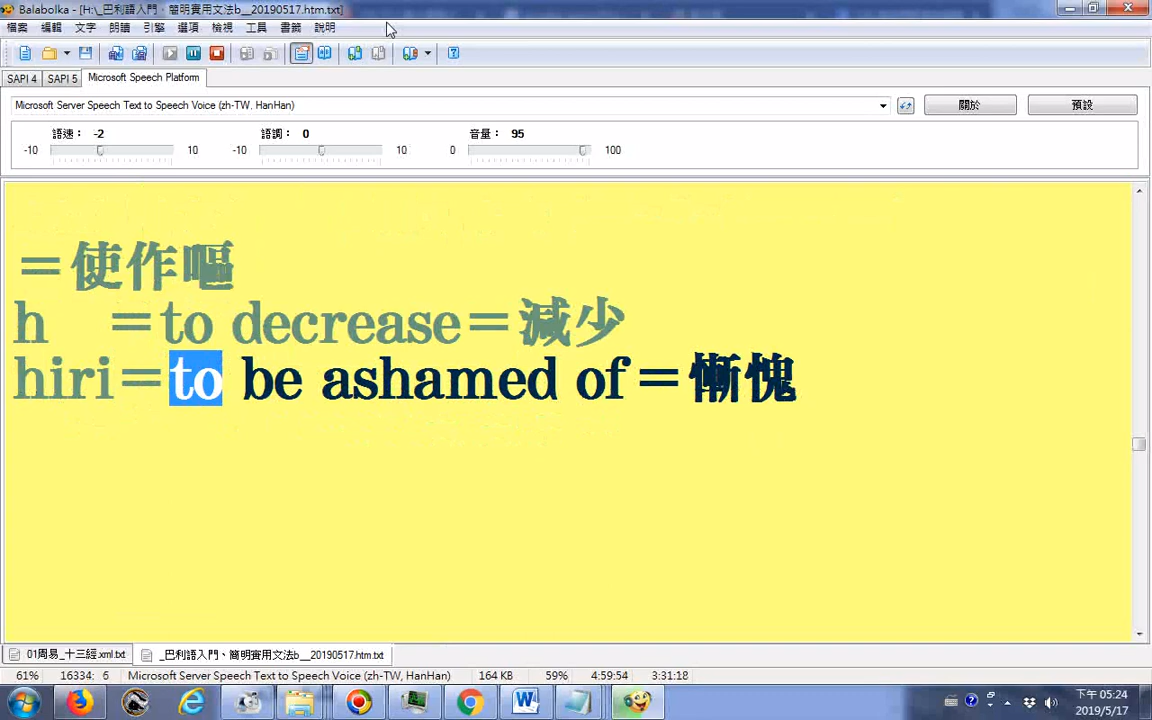 Balabolka - [H:\_巴利語入門、簡明實用文法b__20190517.htm.txt]
檔案 編輯 文字 朗讀 引擎 選項 檢視 工具 書籤 說明
SAPI 4 SAPI 5 Microsoft Speech Platform
Microsoft Server Speech Text to Speech Voice (zh-TW, HanHan) 關於 預設
語速: -2 語調: 0 音量: 95
-10 10 -10 10 0 100
=使作嘔
h =to decrease=減少
hiri=to be ashamed of=慚愧
01周易_十三經.xml.txt _巴利語入門、簡明實用文法b__20190517.htm.txt
61% 16334: 6 Microsoft Server Speech Text to Speech Voice (zh-TW, HanHan) 164 KB 59% 4:59:54 3:31:18
下午 05:24
2019/5/17